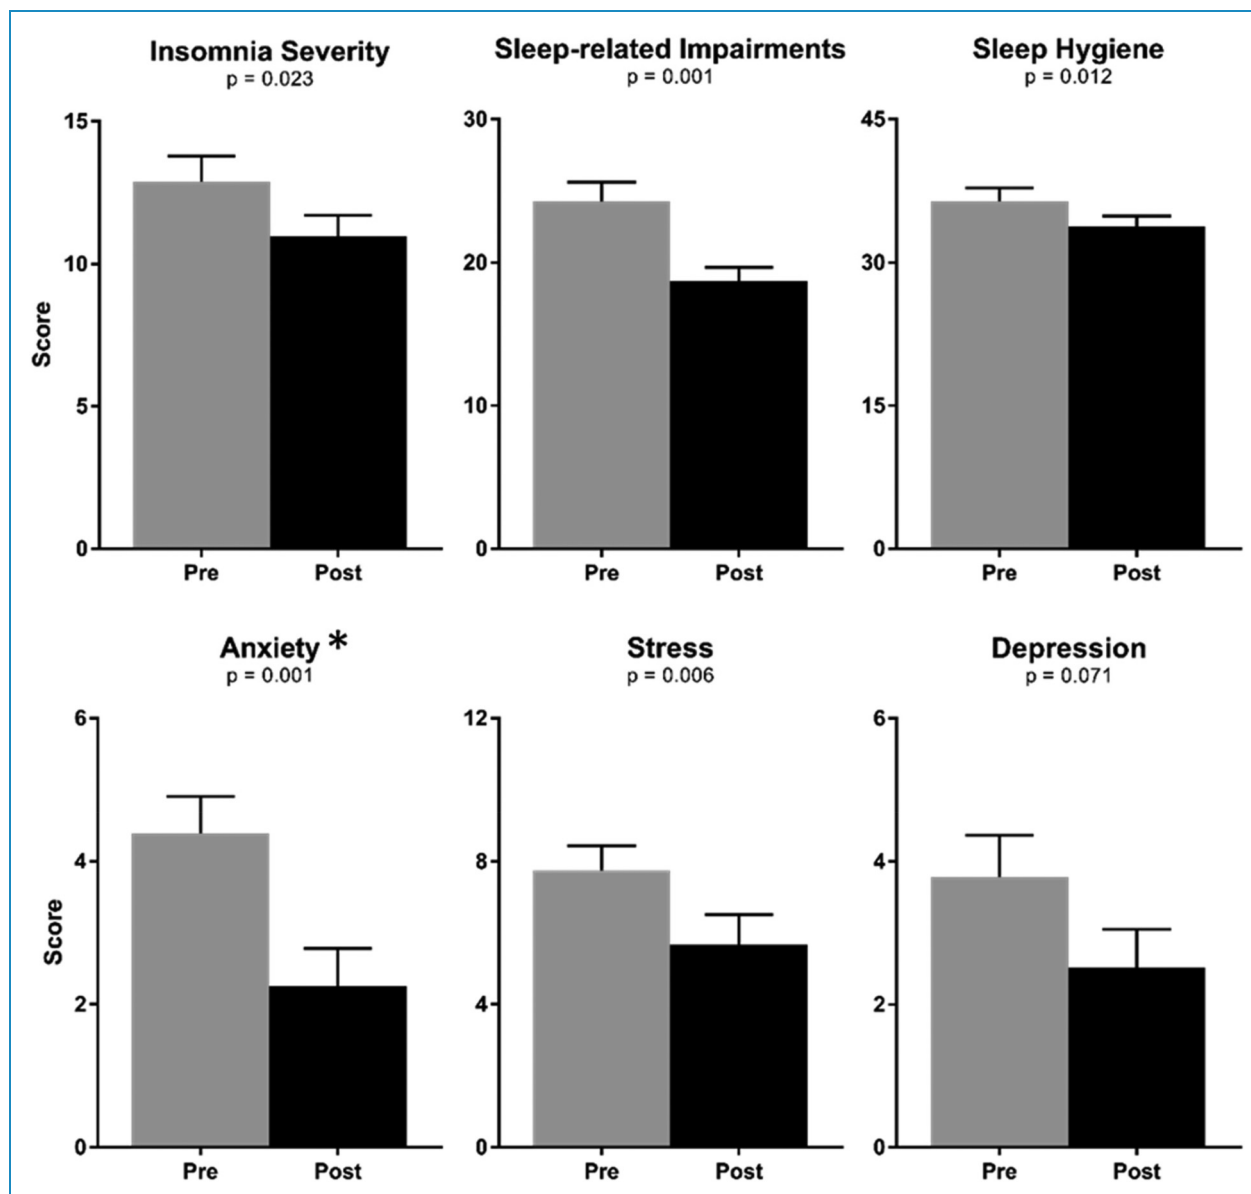 Insomnia Severity
p = 0.023
15
10
5
0
Score
Pre Post
Sleep-related Impairments
p = 0.001
30
20
10
0
Pre Post
Sleep Hygiene
p = 0.012
45
30
15
0
Pre Post
Anxiety *
p = 0.001
6
4
2
0
Score
Pre Post
Stress
p = 0.006
12
8
4
0
Pre Post
Depression
p = 0.071
6
4
2
0
Pre Post